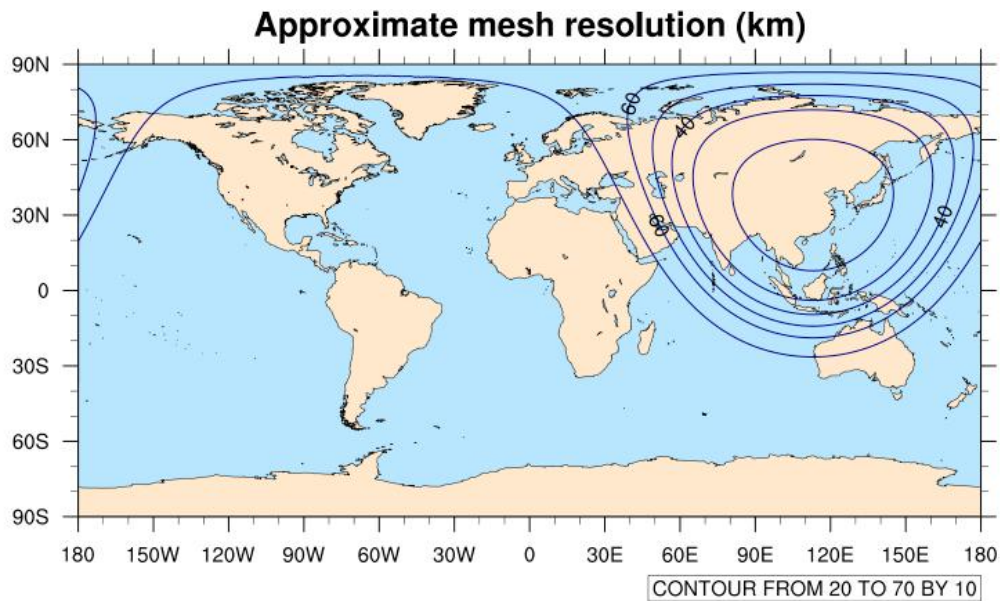 Approximate mesh resolution (km)
90N
60N
30N
0
30S
60S
90S
60
40
60
40
180 150W 120W 90W 60W 30W 0 30E 60E 90E 120E 150E 180
CONTOUR FROM 20 TO 70 BY 10